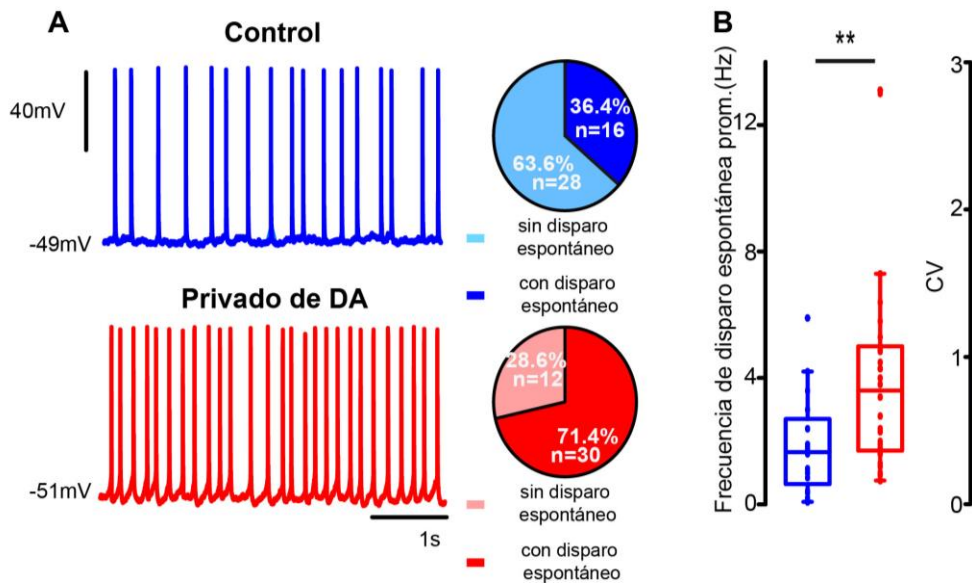 A
Control
40mV
-49mV
36.4%
n=16
63.6%
n=28
sin disparo
espontáneo
con disparo
espontáneo
Privado de DA
-51mV
1s
28.6%
n=12
71.4%
n=30
sin disparo
espontáneo
con disparo
espontáneo
B
**
Frecuencia de disparo espontánea prom.(Hz)
12
8
4
0
CV
3
2
1
0